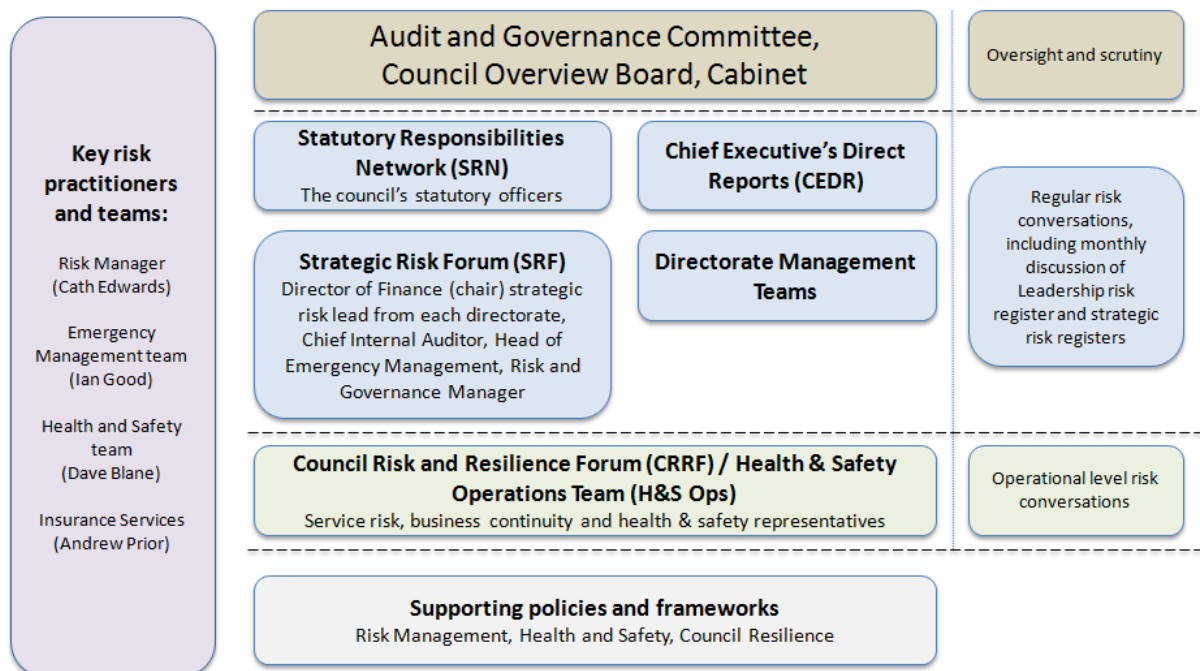 Key risk
practitioners
and teams:
Risk Manager
(Cath Edwards)
Emergency
Management team
(Ian Good)
Health and Safety
team
(Dave Blane)
Insurance Services
(Andrew Prior)
Audit and Governance Committee,
Council Overview Board, Cabinet
Oversight and scrutiny
Statutory Responsibilities
Network (SRN)
The council's statutory officers
Chief Executive's Direct
Reports (CEDR)
Strategic Risk Forum (SRF)
Director of Finance (chair) strategic
risk lead from each directorate,
Chief Internal Auditor, Head of
Emergency Management, Risk and
Governance Manager
Directorate Management
Teams
Regular risk
conversations,
including monthly
discussion of
Leadership risk
register and strategic
risk registers
Council Risk and Resilience Forum (CRRF) / Health & Safety
Operations Team (H&S Ops)
Service risk, business continuity and health & safety representatives
Operational level risk
conversations
Supporting policies and frameworks
Risk Management, Health and Safety, Council Resilience